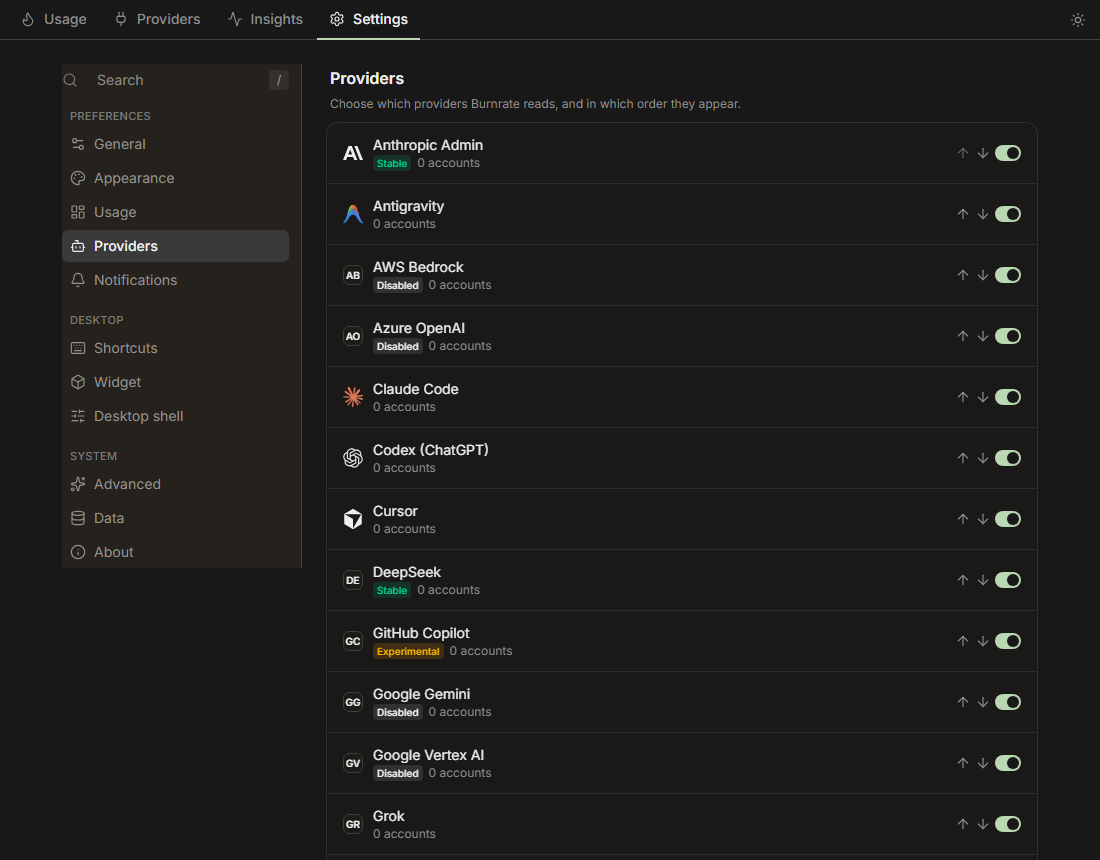 Usage Providers Insights Settings
Search /
PREFERENCES
General
Appearance
Usage
Providers
Notifications
DESKTOP
Shortcuts
Widget
Desktop shell
SYSTEM
Advanced
Data
About
Providers
Choose which providers Burnrate reads, and in which order they appear.
Anthropic Admin
Stable 0 accounts
Antigravity
0 accounts
AB
AWS Bedrock
Disabled 0 accounts
AO
Azure OpenAI
Disabled 0 accounts
Claude Code
0 accounts
Codex (ChatGPT)
0 accounts
Cursor
0 accounts
DE
DeepSeek
Stable 0 accounts
GC
GitHub Copilot
Experimental 0 accounts
GG
Google Gemini
Disabled 0 accounts
GV
Google Vertex AI
Disabled 0 accounts
GR
Grok
0 accounts